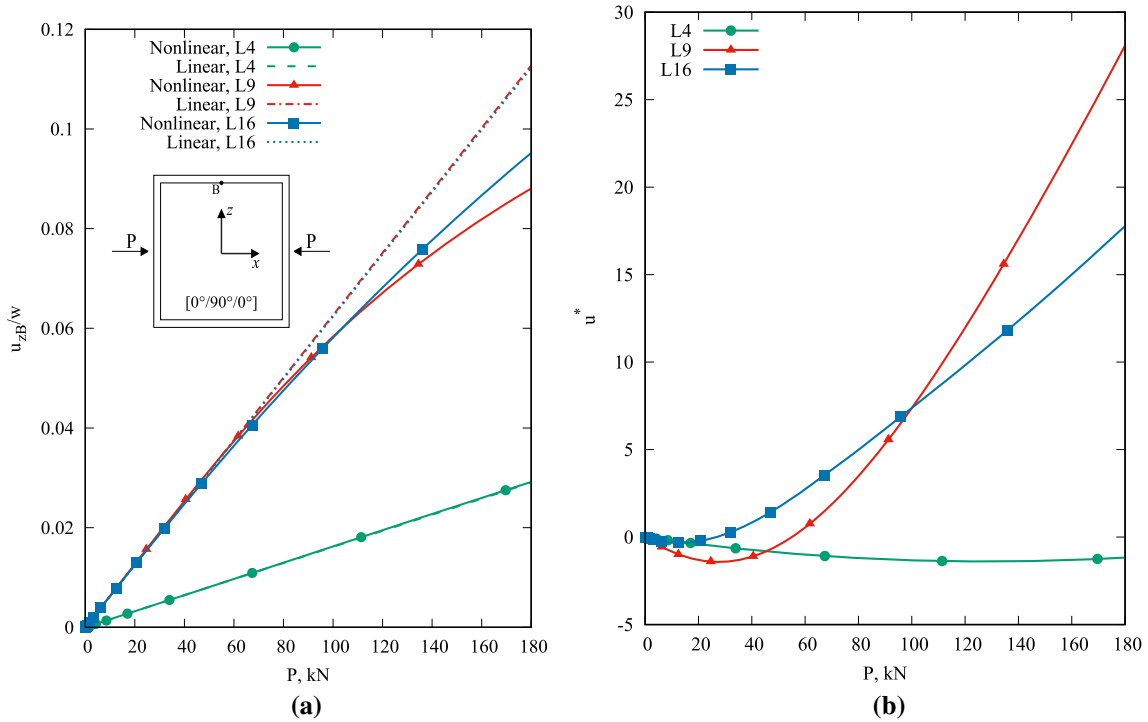 0.12
0.1
0.08
0.06
0.04
0.02
0
u_zB/w
Nonlinear, L4
Linear, L4
Nonlinear, L9
Linear, L9
Nonlinear, L16
Linear, L16
B
z
x
P
P
[0°/90°/0°]
0 20 40 60 80 100 120 140 160 180
P, kN
(a)
30
25
20
15
10
5
0
-5
u*
L4
L9
L16
0 20 40 60 80 100 120 140 160 180
P, kN
(b)